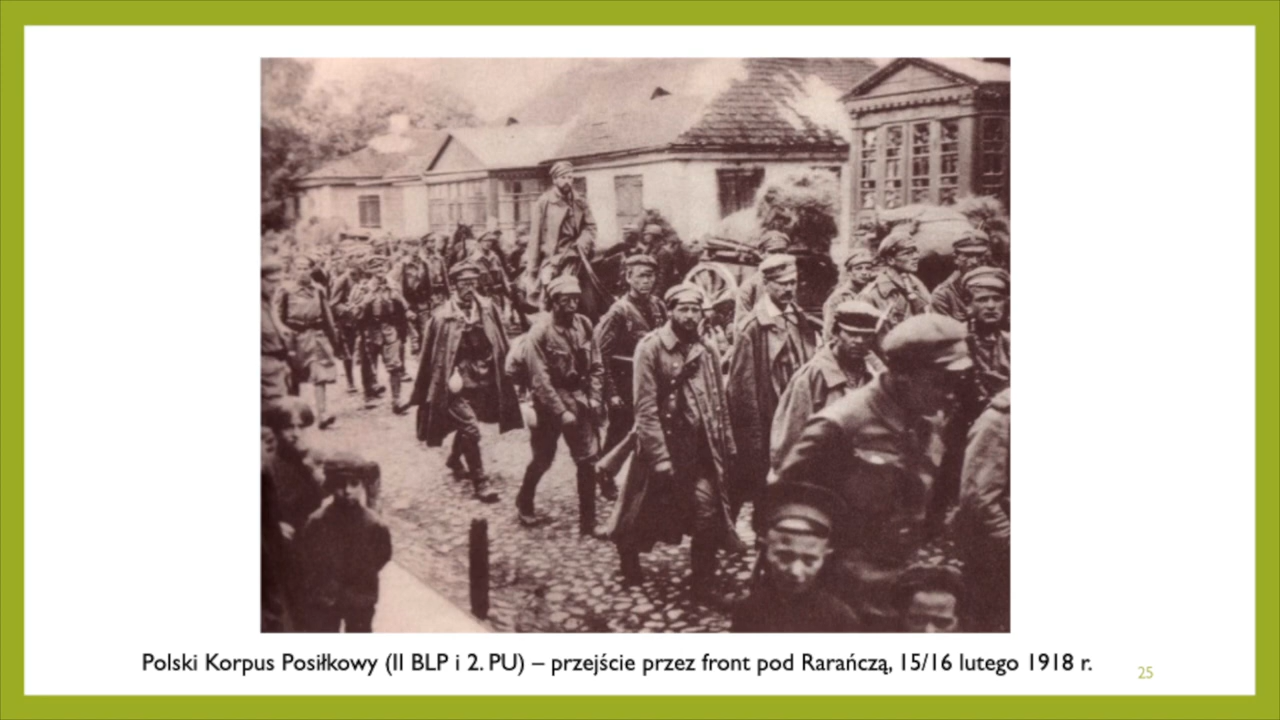 Polski Korpus Posiłkowy (II BLP i 2. PU) – przejście przez front pod Rarańczą, 15/16 lutego 1918 r.
25